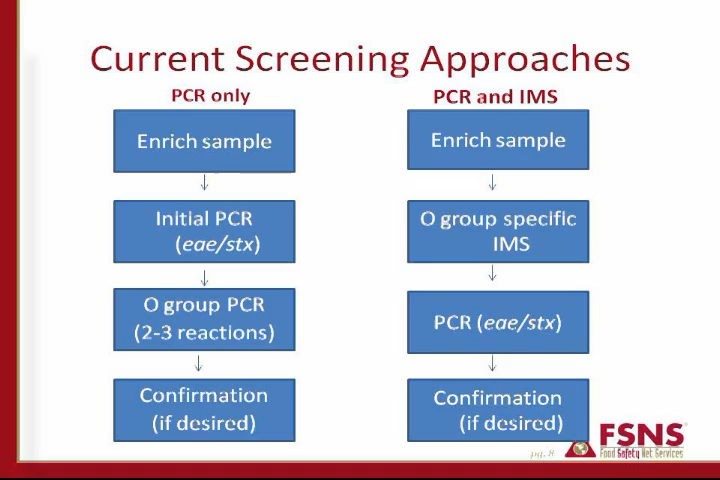 Current Screening Approaches
PCR only
Enrich sample
Initial PCR
(eae/stx)
O group PCR
(2-3 reactions)
Confirmation
(if desired)
PCR and IMS
Enrich sample
O group specific
IMS
PCR (eae/stx)
Confirmation
(if desired)
pg. 8
FSNS
Food Safety Net Services